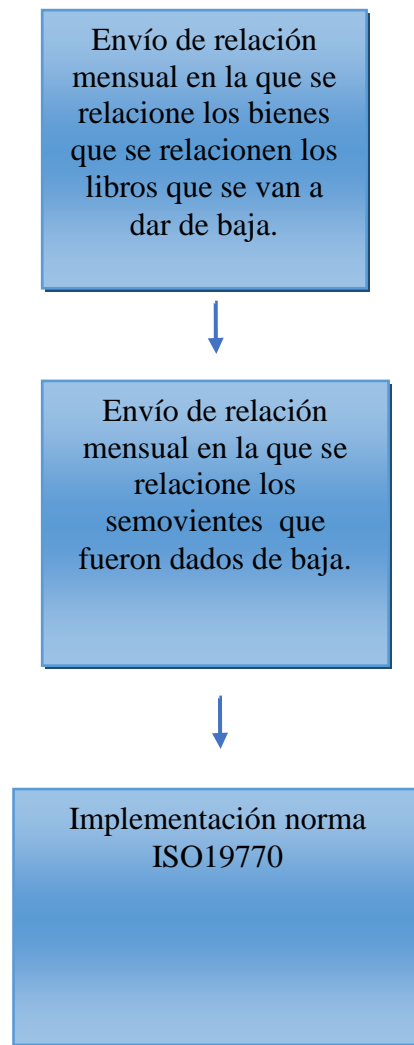 Envío de relación
mensual en la que se
relacione los bienes
que se relacionen los
libros que se van a
dar de baja.
Envío de relación
mensual en la que se
relacione los
semovientes  que
fueron dados de baja.
Implementación norma
ISO19770